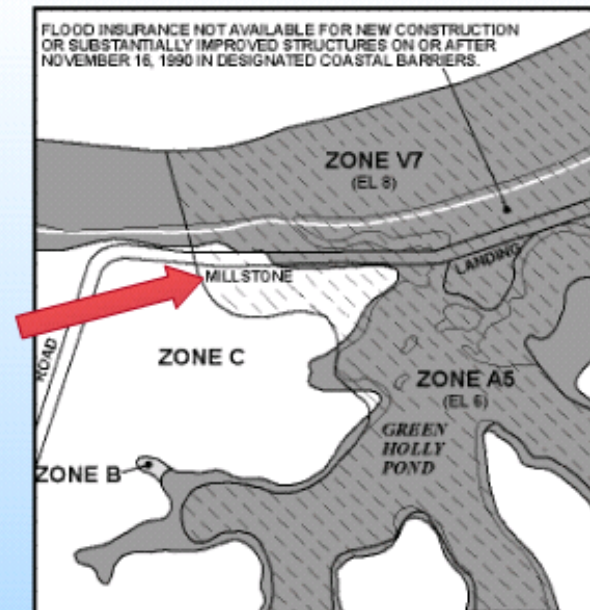 FLOOD INSURANCE NOT AVAILABLE FOR NEW CONSTRUCTION
OR SUBSTANTIALLY IMPROVED STRUCTURES ON OR AFTER
NOVEMBER 16, 1990 IN DESIGNATED COASTAL BARRIERS.
ZONE V7
(EL 8)
LANDING
MILLSTONE
ROAD
ZONE C
ZONE A5
(EL 6)
GREEN
HOLLY
POND
ZONE B